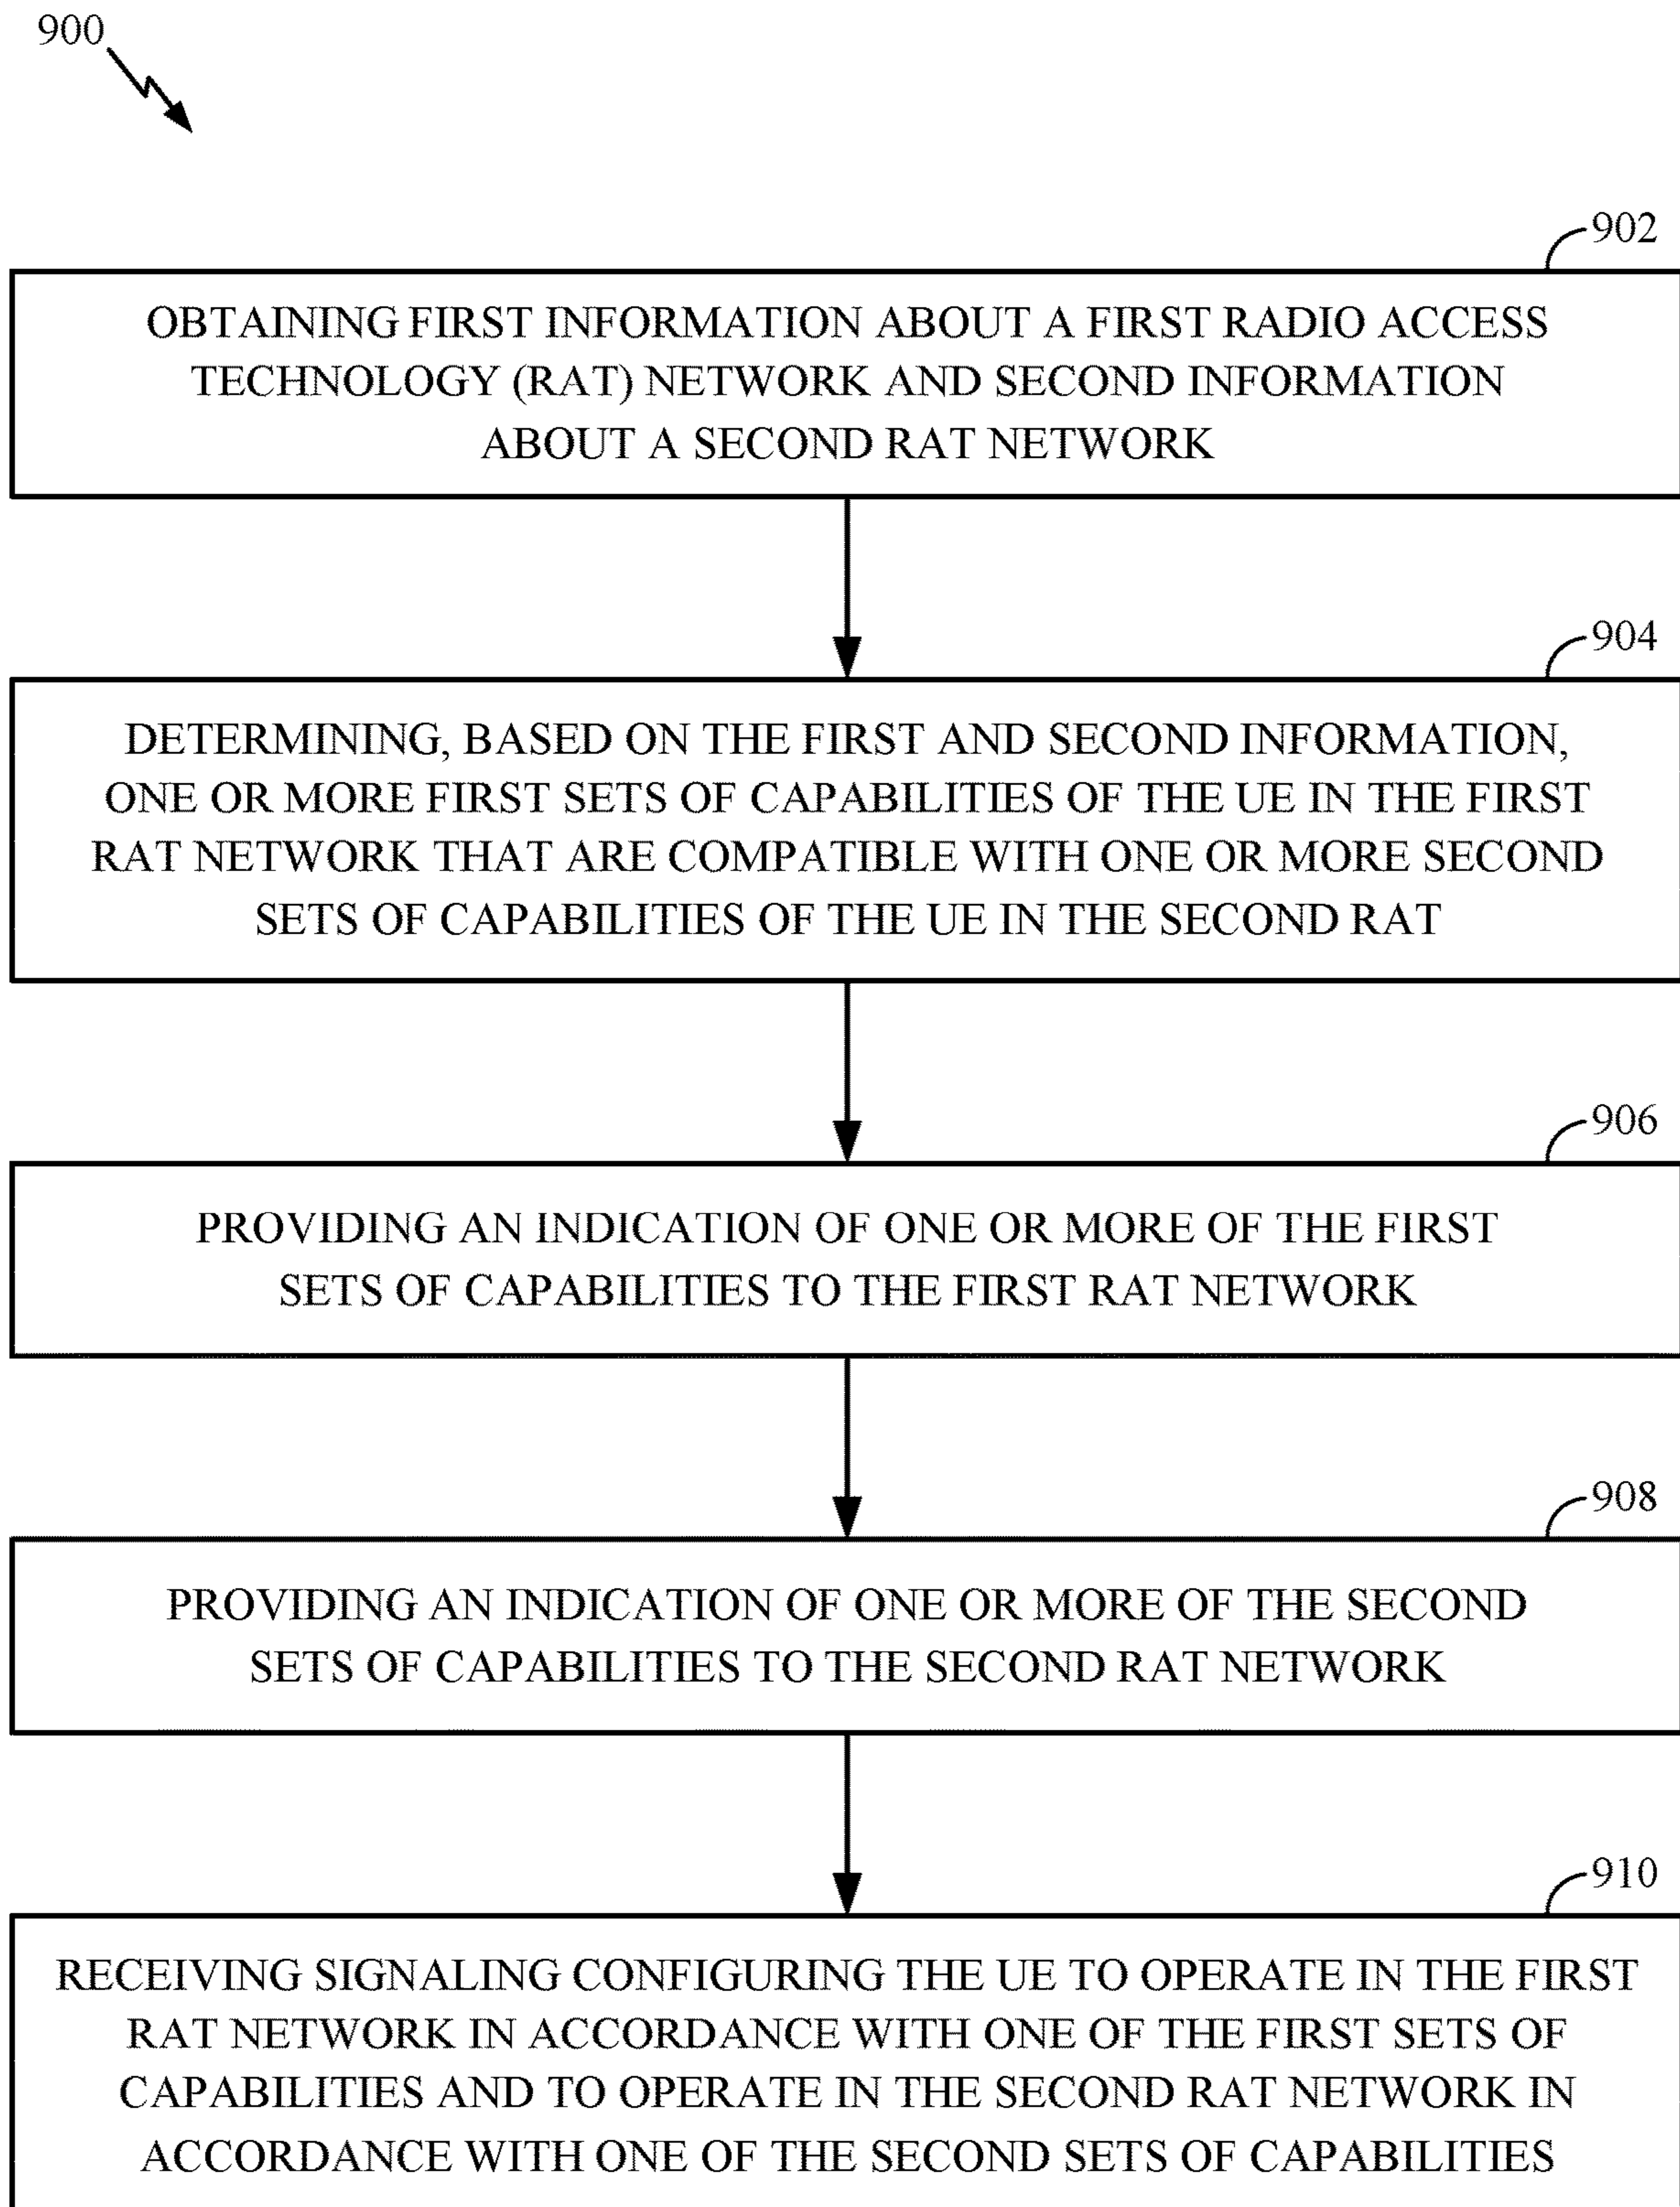 900
902
OBTAINING FIRST INFORMATION ABOUT A FIRST RADIO ACCESS
TECHNOLOGY (RAT) NETWORK AND SECOND INFORMATION
ABOUT A SECOND RAT NETWORK
904
DETERMINING, BASED ON THE FIRST AND SECOND INFORMATION,
ONE OR MORE FIRST SETS OF CAPABILITIES OF THE UE IN THE FIRST
RAT NETWORK THAT ARE COMPATIBLE WITH ONE OR MORE SECOND
SETS OF CAPABILITIES OF THE UE IN THE SECOND RAT
906
PROVIDING AN INDICATION OF ONE OR MORE OF THE FIRST
SETS OF CAPABILITIES TO THE FIRST RAT NETWORK
908
PROVIDING AN INDICATION OF ONE OR MORE OF THE SECOND
SETS OF CAPABILITIES TO THE SECOND RAT NETWORK
910
RECEIVING SIGNALING CONFIGURING THE UE TO OPERATE IN THE FIRST
RAT NETWORK IN ACCORDANCE WITH ONE OF THE FIRST SETS OF
CAPABILITIES AND TO OPERATE IN THE SECOND RAT NETWORK IN
ACCORDANCE WITH ONE OF THE SECOND SETS OF CAPABILITIES